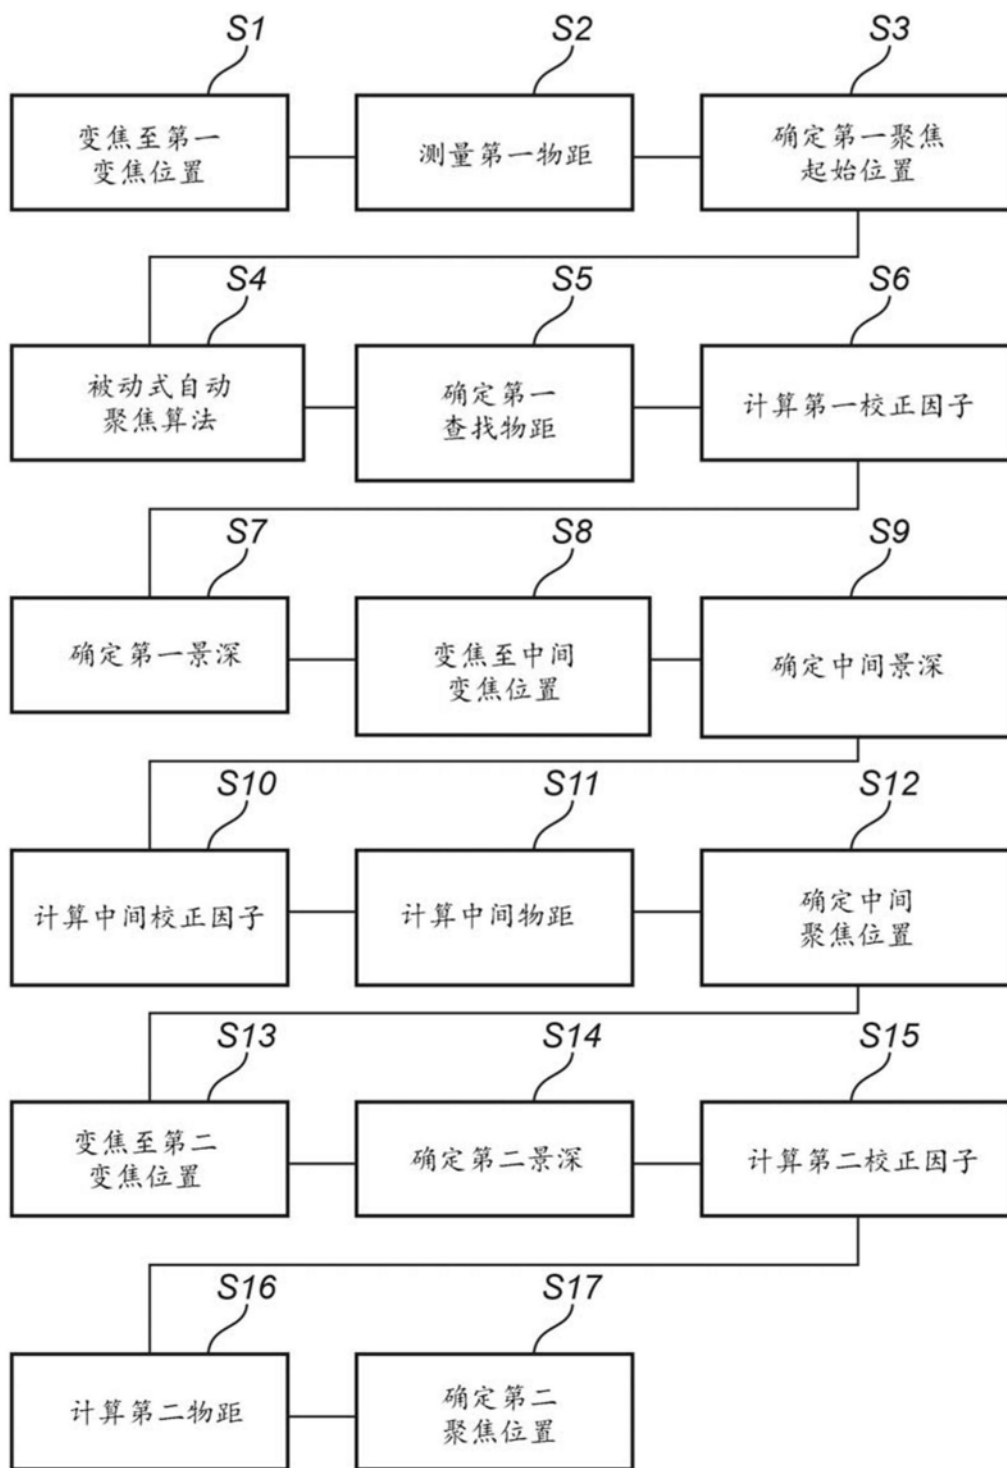 S1
S2
S3
变焦至第一
变焦位置
测量第一物距
确定第一聚焦
起始位置
S4
S5
S6
被动式自动
聚焦算法
确定第一
查找物距
计算第一校正因子
S7
S8
S9
确定第一景深
变焦至中间
变焦位置
确定中间景深
S10
S11
S12
计算中间校正因子
计算中间物距
确定中间
聚焦位置
S13
S14
S15
变焦至第二
变焦位置
确定第二景深
计算第二校正因子
S16
S17
计算第二物距
确定第二
聚焦位置